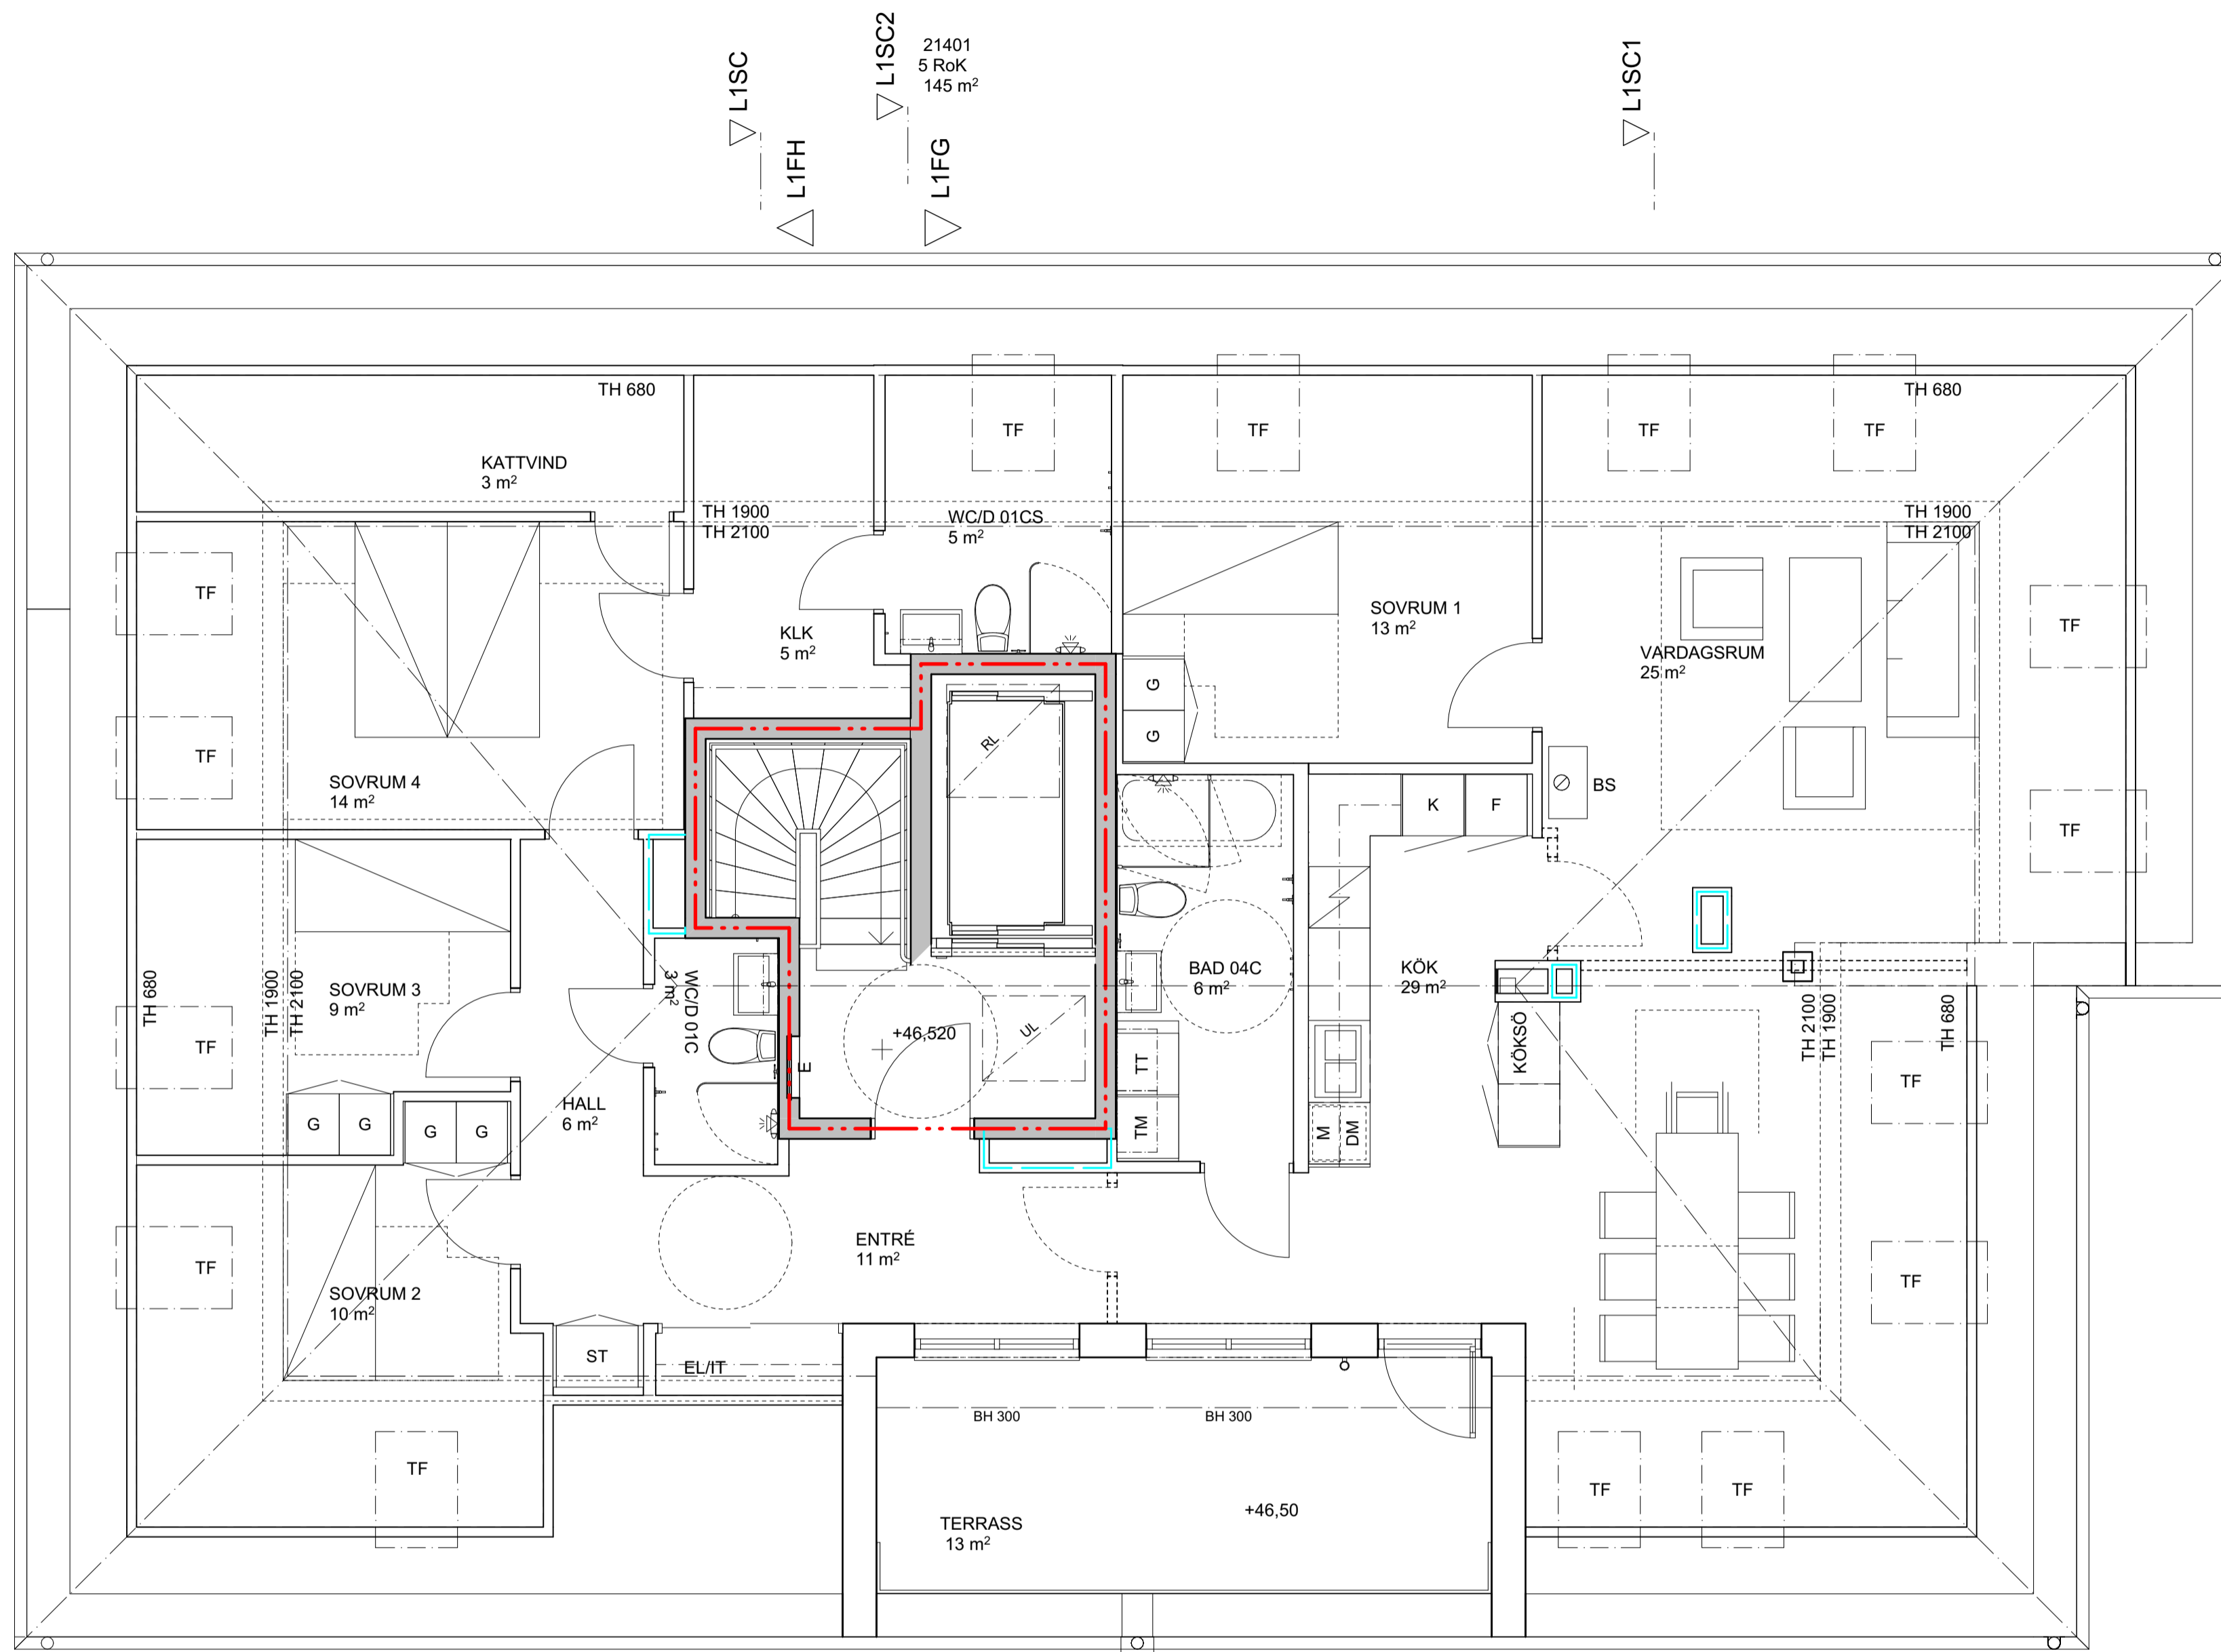 L1SC
L1SC2
21401
5 RoK
145 m²
L1SC1
L1FH
L1FG
TH 680
TH 680
TF
TF
TF
TF
KATTVIND
3 m²
TH 1900
TH 2100
WC/D 01CS
5 m²
TH 1900
TH 2100
TF
SOVRUM 1
13 m²
TF
KLK
5 m²
VARDAGSRUM
25 m²
G
G
RL
TF
SOVRUM 4
14 m²
BS
K
F
TF
TH 680
TH 1900
TH 2100
SOVRUM 3
9 m²
WC/D 01C
3 m²
BAD 04C
6 m²
KÖK
29 m²
+46,520
UL
E
KÖKSÖ
TH 2100
TH 1900
TH 680
TF
TT
TM
M
DM
TF
HALL
6 m²
G
G
G
G
ENTRÉ
11 m²
TF
TF
SOVRUM 2
10 m²
ST
EL/IT
BH 300
BH 300
TF
TF
TF
TERRASS
13 m²
+46,50